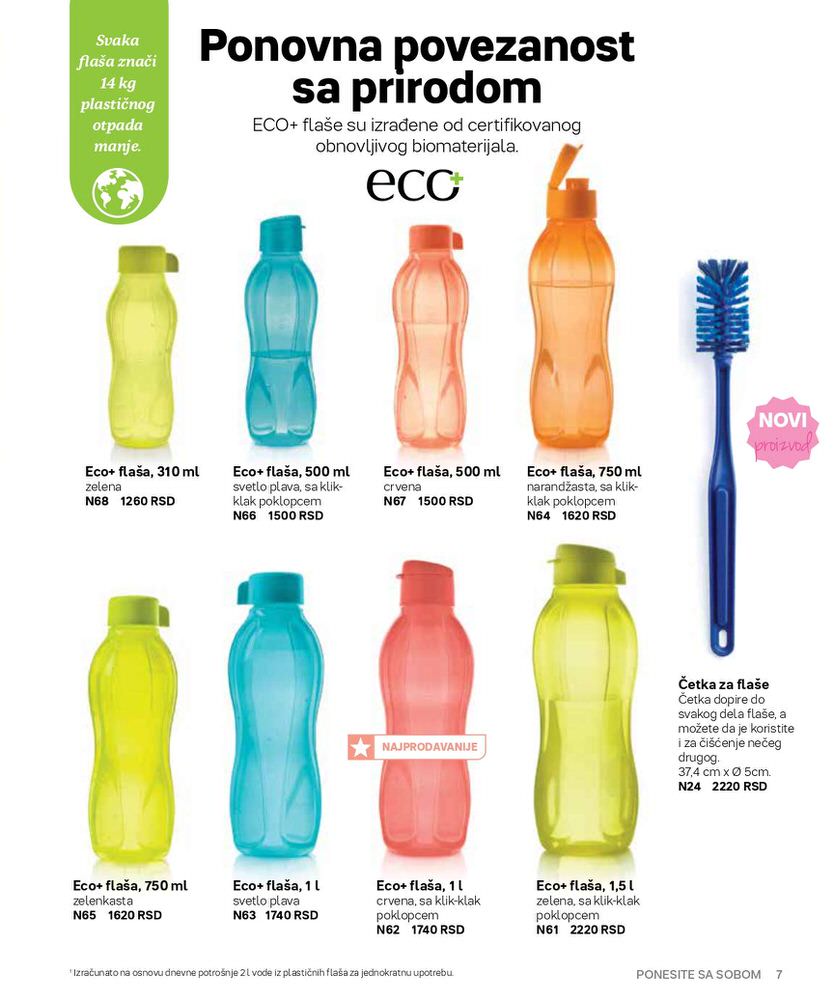 Svaka
flaša znači
14 kg
plastičnog
otpada
manje.
Ponovna povezanost
sa prirodom
ECO+ flaše su izrađene od certifikovanog
obnovljivog biomaterijala.
eco+
NOVI
proizvod
Eco+ flaša, 310 ml
zelena
N68 1260 RSD
Eco+ flaša, 500 ml
svetlo plava, sa klik-
klak poklopcem
N66 1500 RSD
Eco+ flaša, 500 ml
crvena
N67 1500 RSD
Eco+ flaša, 750 ml
narandžasta, sa klik-
klak poklopcem
N64 1620 RSD
Četka za flaše
Četka dopire do
svakog dela flaše, a
možete da je koristite
i za čišćenje nečeg
drugog.
37,4 cm x Ø 5cm.
N24 2220 RSD
NAJPRODAVANIJE
Eco+ flaša, 750 ml
zelenkasta
N65 1620 RSD
Eco+ flaša, 1 l
svetlo plava
N63 1740 RSD
Eco+ flaša, 1 l
crvena, sa klik-klak
poklopcem
N62 1740 RSD
Eco+ flaša, 1,5 l
zelena, sa klik-klak
poklopcem
N61 2220 RSD
¹ Izračunato na osnovu dnevne potrošnje 2 l vode iz plastičnih flaša za jednokratnu upotrebu.
PONESITE SA SOBOM 7